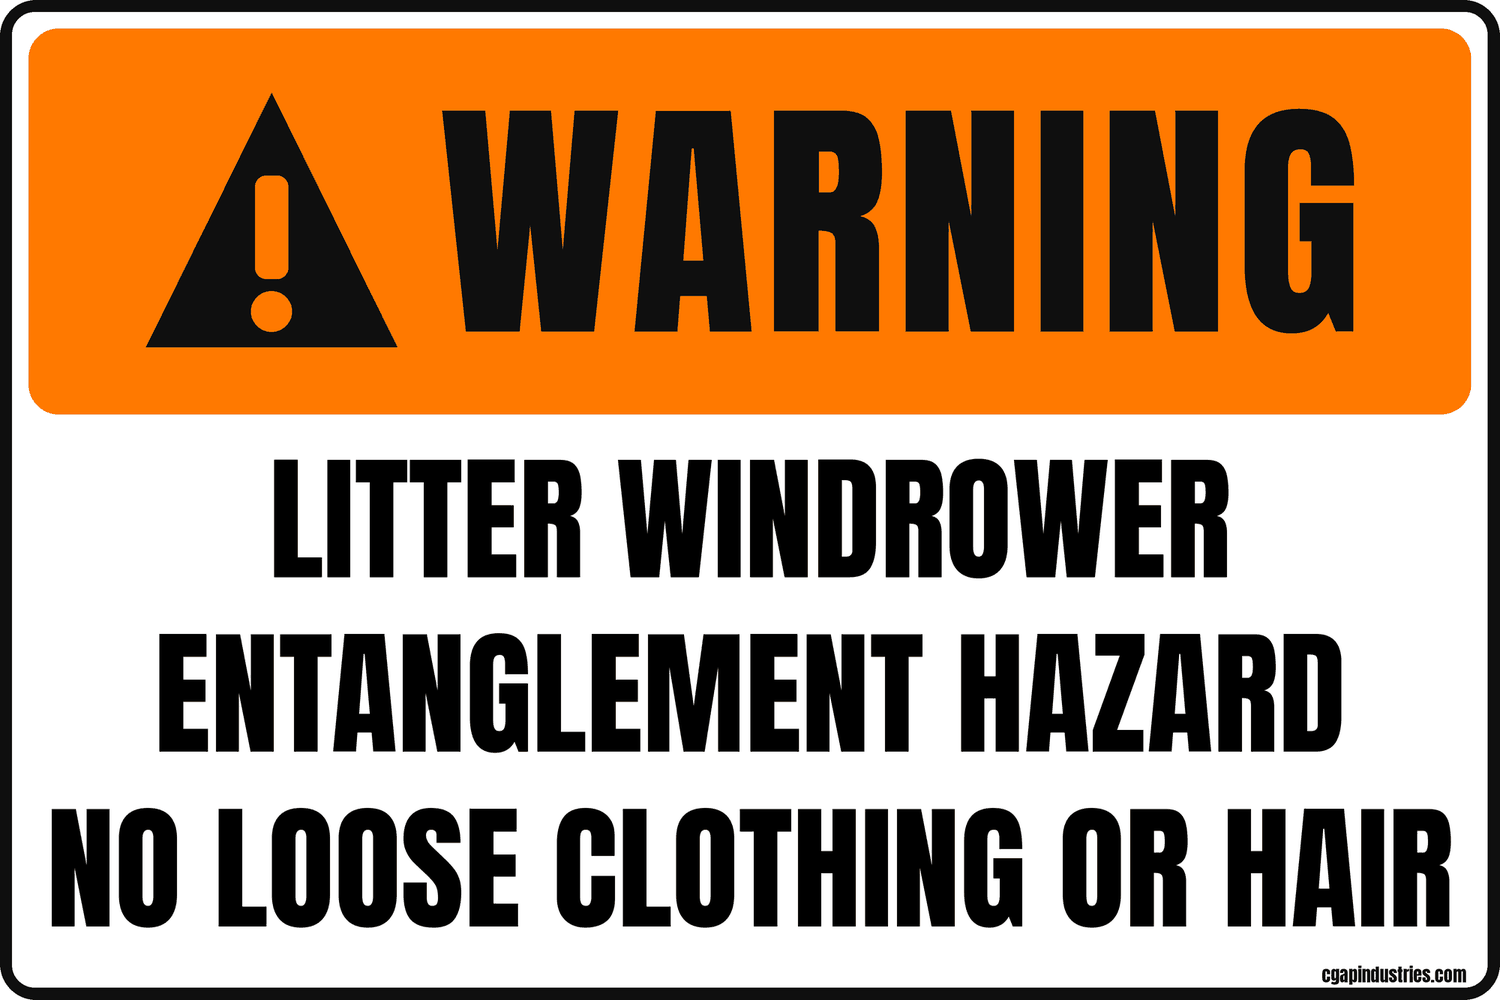 WARNING
LITTER WINDROWER
ENTANGLEMENT HAZARD
NO LOOSE CLOTHING OR HAIR
cgapindustries.com